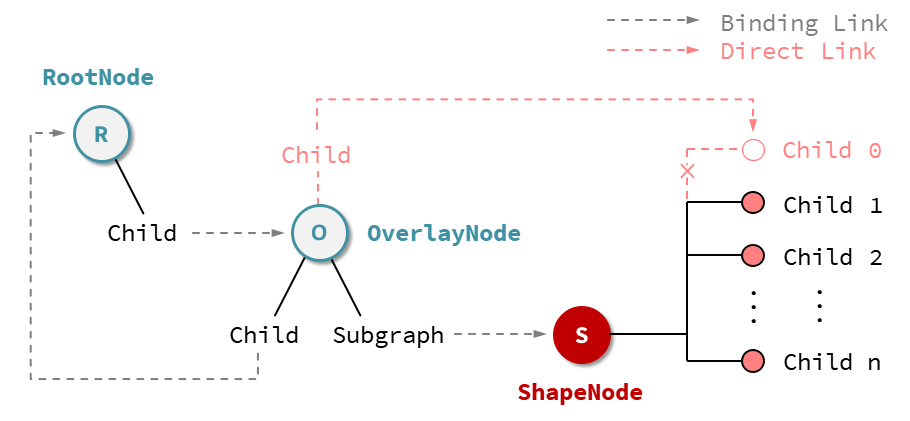 Binding Link
Direct Link
RootNode
R
Child
Child 0
Child 1
Child
O
OverlayNode
Child 2
Child
Subgraph
S
Child n
ShapeNode